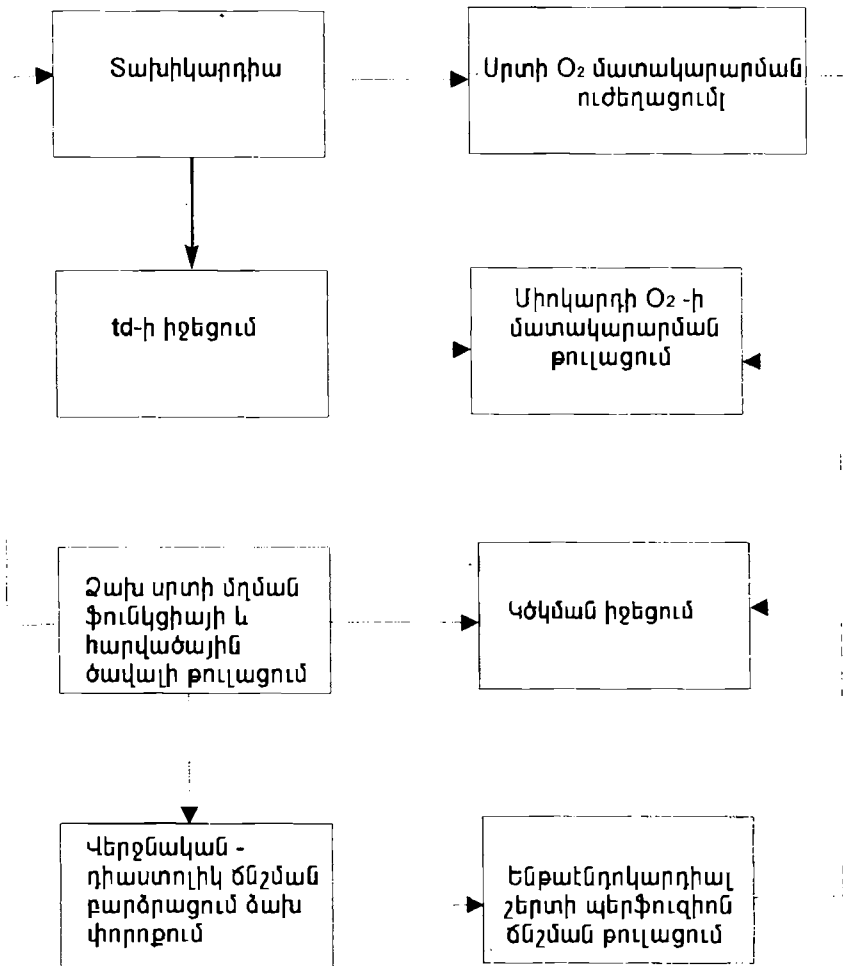 Տախիկարդիա
Սրտի O₂ մատակարարման
ուժեղացումլ
td-ի իջեցում
Միոկարդի O₂ -ի
մատակարարման
թուլացում
Ձախ սրտի մղման
ֆունկցիայի և
հարվածային
ծավալի թուլացում
Կծկման իջեցում
Վերջնական -
դիաստոլիկ ճնշման
բարձրացում ձախ
փորոքում
Ենթաէնդոկարդիալ
շերտի պերֆուզիոն
ճնշման թուլացում